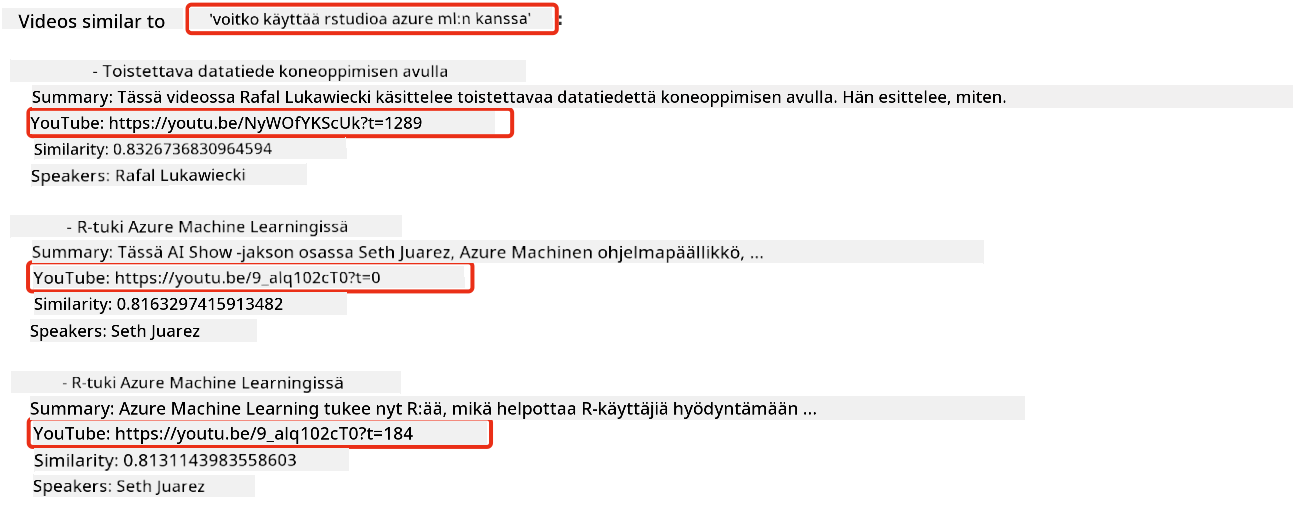 Videos similar to 'voitko käyttää rstudioa azure ml:n kanssa':
- Toistettava datatiede koneoppimisen avulla
Summary: Tässä videossa Rafal Lukawiecki käsittelee toistettavaa datatiedettä koneoppimisen avulla. Hän esittelee, miten.
YouTube: https://youtu.be/NyWOfYKScUk?t=1289
Similarity: 0.8326736830964594
Speakers: Rafal Lukawiecki
- R-tuki Azure Machine Learningissä
Summary: Tässä AI Show -jakson osassa Seth Juarez, Azure Machinen ohjelmapäällikkö, ...
YouTube: https://youtu.be/9_alq102cT0?t=0
Similarity: 0.8163297415913482
Speakers: Seth Juarez
- R-tuki Azure Machine Learningissä
Summary: Azure Machine Learning tukee nyt R:ää, mikä helpottaa R-käyttäjiä hyödyntämään ...
YouTube: https://youtu.be/9_alq102cT0?t=184
Similarity: 0.8131143983558603
Speakers: Seth Juarez